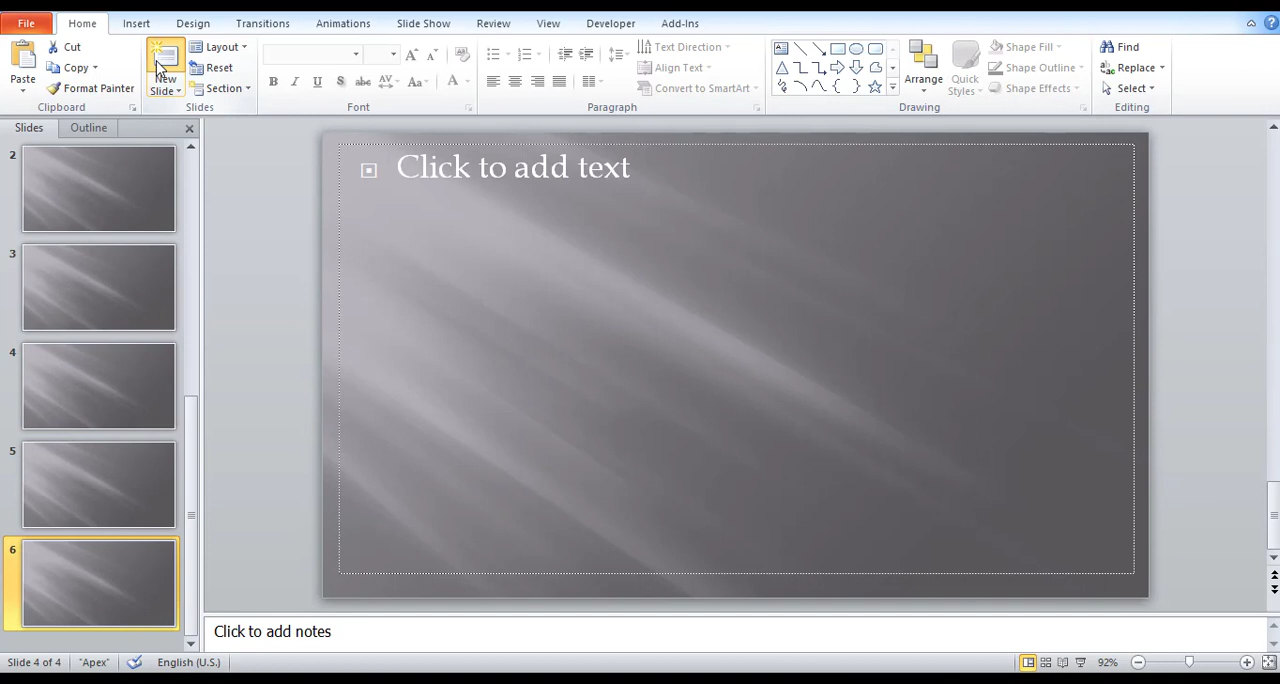 File Home Insert Design Transitions Animations Slide Show Review View Developer Add-Ins
Paste Cut Copy Format Painter
New Slide Layout Reset Section
Text Direction Align Text Convert to SmartArt
Arrange Quick Styles Shape Fill Shape Outline Shape Effects
Find Replace Select
Clipboard Slides Font Paragraph Drawing Editing
Slides Outline
2
3
4
5
6
Click to add text
Click to add notes
Slide 4 of 4 "Apex" English (U.S.) 92%